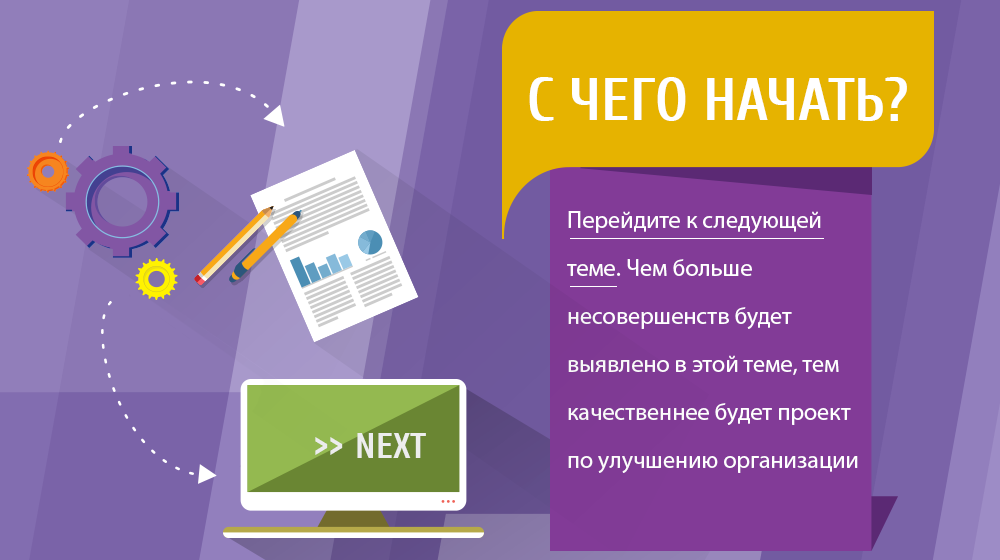 С ЧЕГО НАЧАТЬ?
Перейдите к следующей
теме. Чем больше
несовершенств будет
выявлено в этой теме, тем
качественнее будет проект
по улучшению организации
>> NEXT